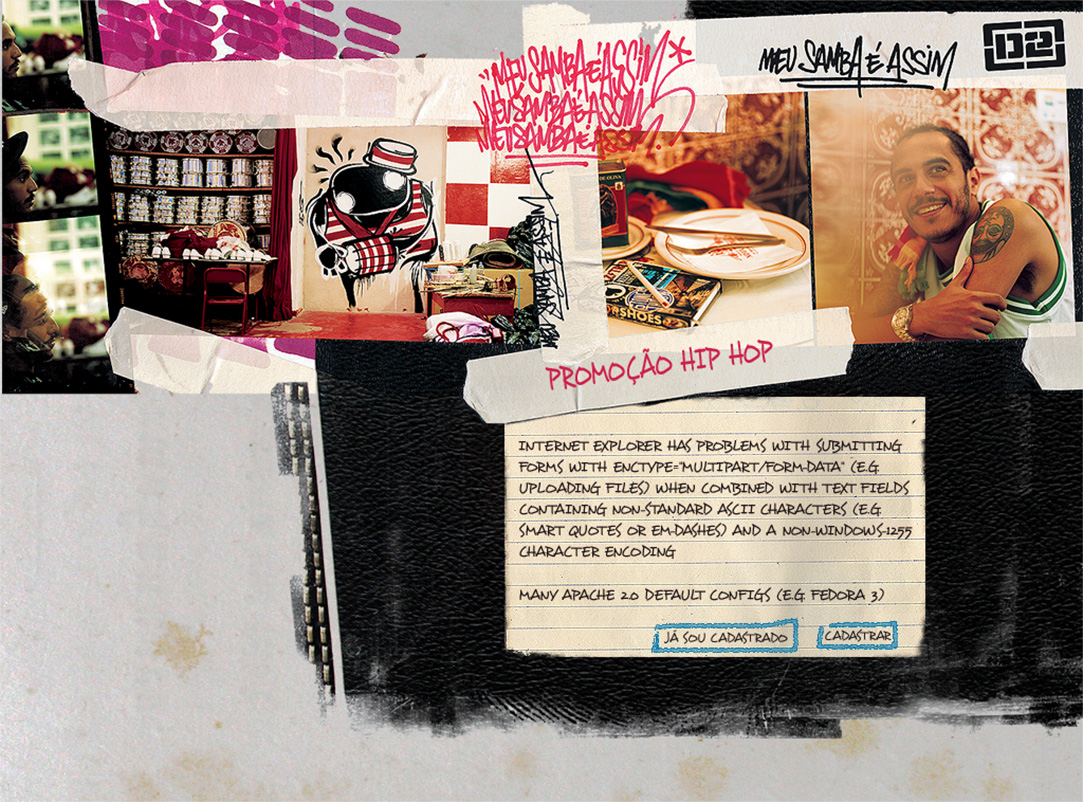 "MEU SAMBA É ASSIM*
MEU SAMBA É ASSIM
MEU SAMBA É ASSIM?
MEU SAMBA É ASSIM
D2
DE OLIVA
ORSHOES
PROMOÇÃO HIP HOP
INTERNET EXPLORER HAS PROBLEMS WITH SUBMITTING
FORMS WITH ENCTYPE="MULTIPART/FORM-DATA" (E.G
UPLOADING FILES) WHEN COMBINED WITH TEXT FIELDS
CONTAINING NON-STANDARD ASCII CHARACTERS (E.G
SMART QUOTES OR EM-DASHES) AND A NON-WINDOWS-1255
CHARACTER ENCODING
MANY APACHE 2.0 DEFAULT CONFIGS (E.G FEDORA 3)
JÁ SOU CADASTRADO
CADASTRAR